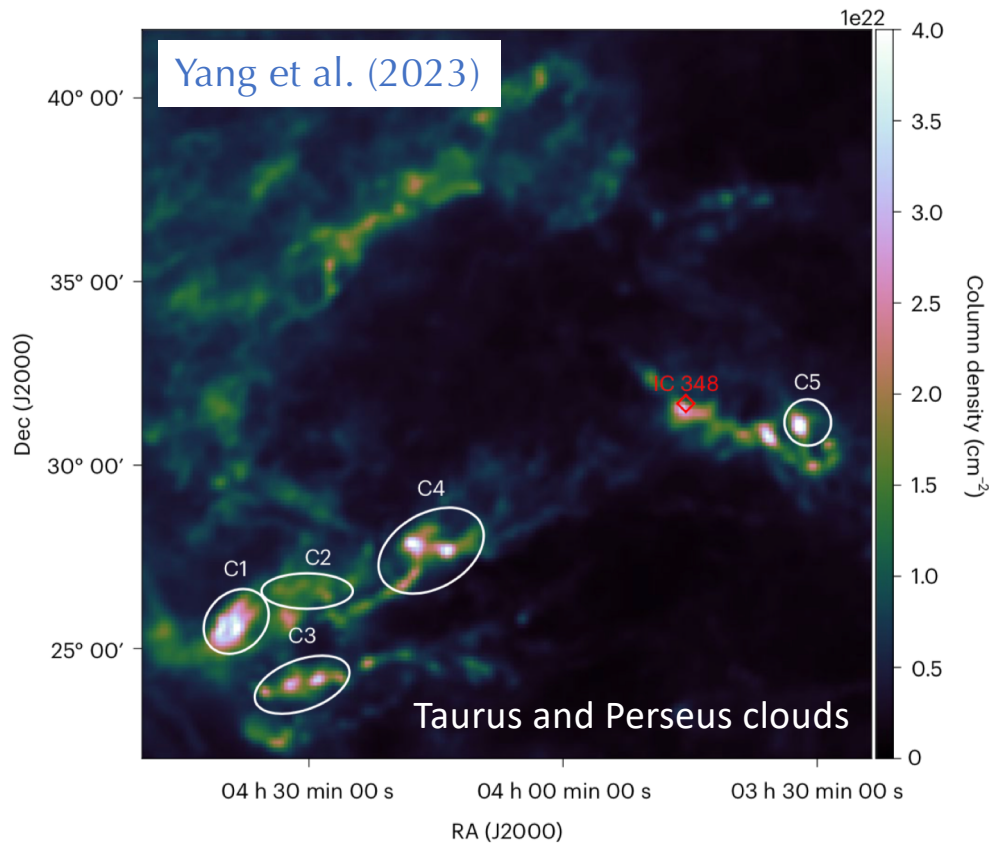 1e22
Yang et al. (2023)
4.0
40° 00′
3.5
3.0
35° 00′
2.5
Column density (cm⁻²)
Dec (J2000)
IC 348
C5
2.0
30° 00′
C4
1.5
C2
C1
1.0
C3
25° 00′
0.5
Taurus and Perseus clouds
0
04 h 30 min 00 s
04 h 00 min 00 s
03 h 30 min 00 s
RA (J2000)